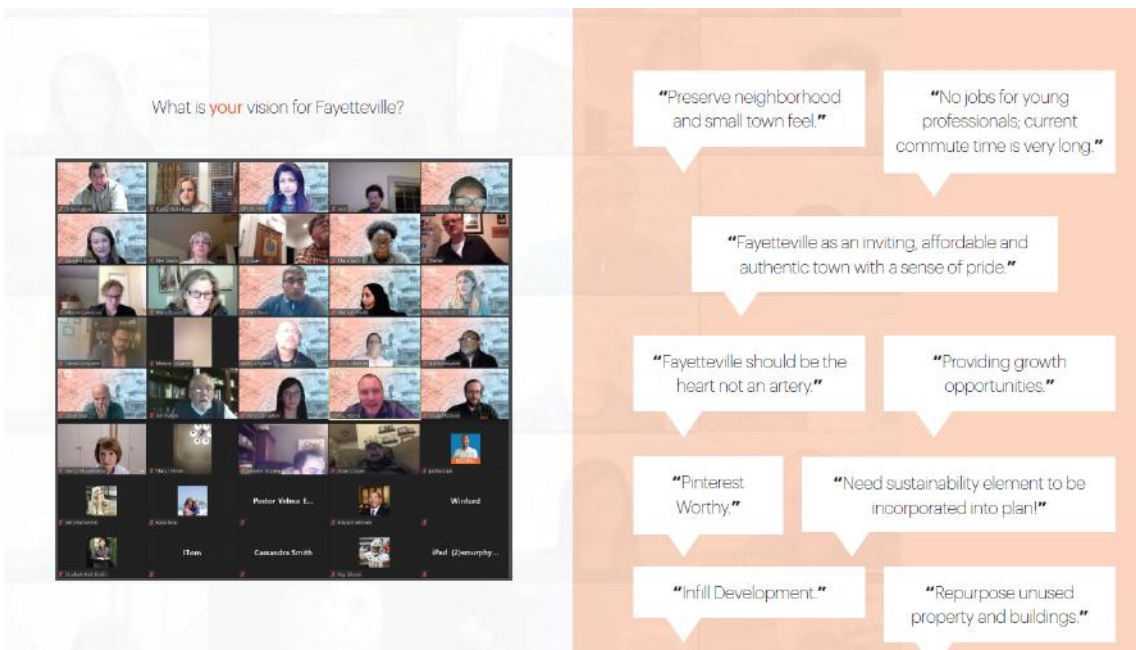 What is your vision for Fayetteville?
Pastor Velma E...
Winford
ITom
Cassandra Smith
iPad (2)amurphy...
"Preserve neighborhood
and small town feel."
"No jobs for young
professionals; current
commute time is very long."
"Fayetteville as an inviting, affordable and
authentic town with a sense of pride."
"Fayetteville should be the
heart not an artery."
"Providing growth
opportunities."
"Pinterest
Worthy."
"Need sustainability element to be
incorporated into plan!"
"Infill Development."
"Repurpose unused
property and buildings."